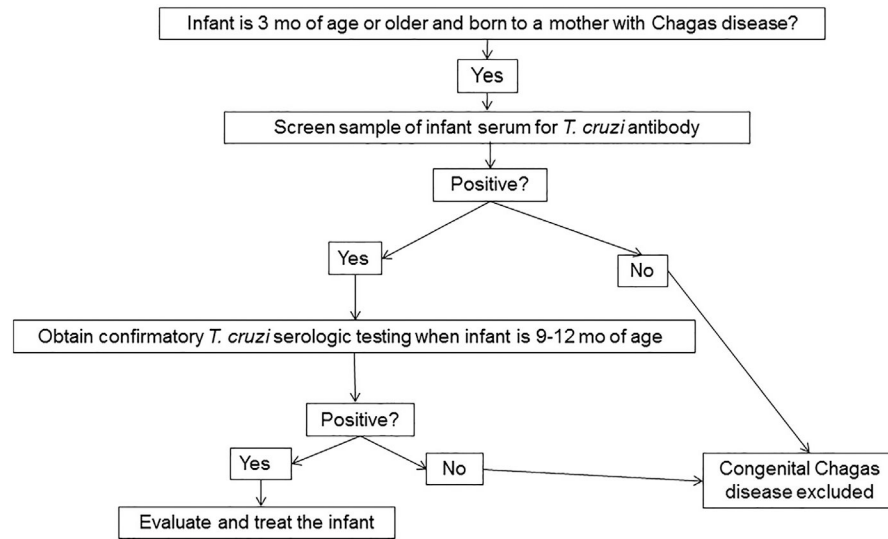 Infant is 3 mo of age or older and born to a mother with Chagas disease?
Yes
Screen sample of infant serum for T. cruzi antibody
Positive?
Yes
No
Obtain confirmatory T. cruzi serologic testing when infant is 9-12 mo of age
Positive?
Yes
No
Congenital Chagas
disease excluded
Evaluate and treat the infant